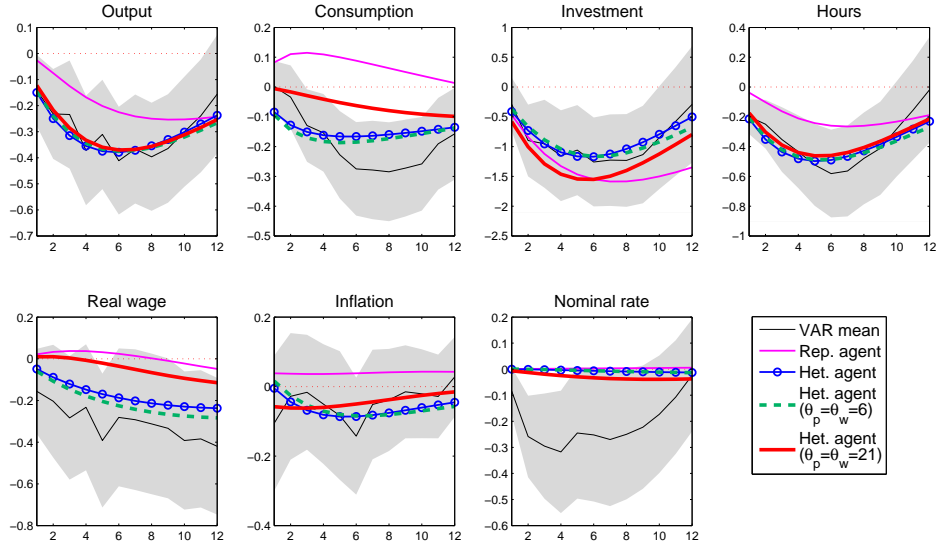 Output
0.1
0
−0.1
−0.2
−0.3
−0.4
−0.5
−0.6
−0.7
2 4 6 8 10 12
Consumption
0.2
0.1
0
−0.1
−0.2
−0.3
−0.4
−0.5
2 4 6 8 10 12
Investment
1
0.5
0
−0.5
−1
−1.5
−2
−2.5
2 4 6 8 10 12
Hours
0.4
0.2
0
−0.2
−0.4
−0.6
−0.8
−1
2 4 6 8 10 12
Real wage
0.2
0
−0.2
−0.4
−0.6
−0.8
2 4 6 8 10 12
Inflation
0.2
0
−0.2
−0.4
2 4 6 8 10 12
Nominal rate
0.2
0.1
0
−0.1
−0.2
−0.3
−0.4
−0.5
−0.6
2 4 6 8 10 12
VAR mean
Rep. agent
Het. agent
Het. agent
(θp=θw=6)
Het. agent
(θp=θw=21)